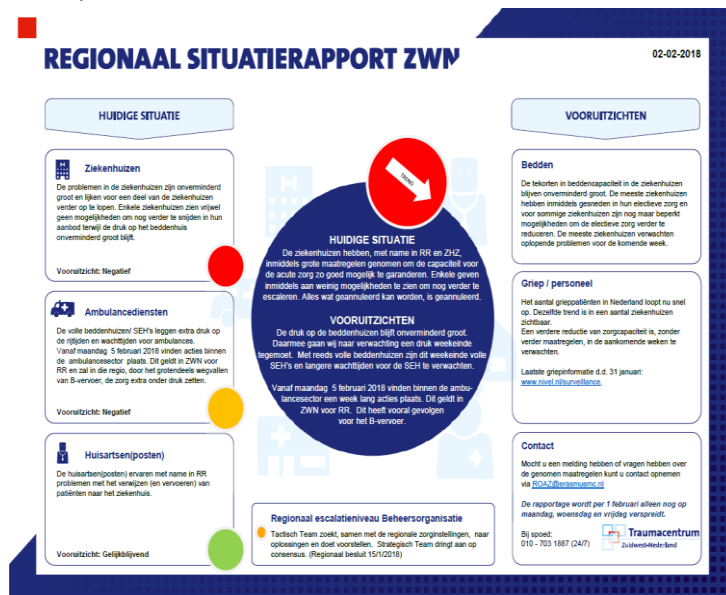 REGIONAAL SITUATIERAPPORT ZWN
02-02-2018
HUIDIGE SITUATIE
Ziekenhuizen
De problemen in de ziekenhuizen zijn onverminderd
groot en lijken voor een deel van de ziekenhuizen
verder op te lopen. Enkele ziekenhuizen zien vrijwel
geen mogelijkheden om nog verder te snijden in hun
aanbod terwijl de druk op het beddenhuis
onverminderd groot blijft.
Vooruitzicht: Negatief
Ambulancediensten
De volle beddenhuizen/ SEH's leggen extra druk op
de rijtijden en wachttijden voor ambulances.
Vanaf maandag 5 februari 2018 vinden acties binnen
de ambulancesector plaats. Dit geldt in ZWN voor
RR en zal in die regio, door het grotendeels wegvallen
van B-vervoer, de zorg extra onder druk zetten.
Vooruitzicht: Negatief
Huisartsen(posten)
De huisartsen(posten) ervaren met name in RR
problemen met het verwijzen (en vervoeren) van
patiënten naar het ziekenhuis.
Vooruitzicht: Gelijkblijvend
TREND
HUIDIGE SITUATIE
De ziekenhuizen hebben, met name in RR en ZHZ,
inmiddels grote maatregelen genomen om de capaciteit voor
de acute zorg zo goed mogelijk te garanderen. Enkele geven
inmiddels aan weinig mogelijkheden te zien om nog verder te
escaleren. Alles wat geannuleerd kan worden, is geannuleerd.
VOORUITZICHTEN
De druk op de beddenhuizen blijft onverminderd groot.
Daarmee gaan wij naar verwachting een druk weekeinde
tegemoet. Met reeds volle beddenhuizen zijn dit weekeinde volle
SEH's en langere wachttijden voor de SEH te verwachten.
Vanaf maandag 5 februari 2018 vinden binnen de ambu-
lancesector een week lang acties plaats. Dit geldt in
ZWN voor RR. Dit heeft vooral gevolgen
voor het B-vervoer.
Regionaal escalatieniveau Beheersorganisatie
Tactisch Team zoekt, samen met de regionale zorginstellingen, naar
oplossingen en doet voorstellen. Strategisch Team dringt aan op
consensus. (Regionaal besluit 15/1/2018)
VOORUITZICHTEN
Bedden
De tekorten in beddencapaciteit in de ziekenhuizen
blijven onverminderd groot. De meeste ziekenhuizen
hebben inmiddels gesneden in hun electieve zorg en
voor sommige ziekenhuizen zijn nog maar beperkt
mogelijkheden om de electieve zorg verder te
reduceren. De meeste ziekenhuizen verwachten
oplopende problemen voor de komende week.
Griep / personeel
Het aantal grieppatiënten in Nederland loopt nu snel
op. Dezelfde trend is in een aantal ziekenhuizen
zichtbaar.
Een verdere reductie van zorgcapaciteit is, zonder
verder maatregelen, in de aankomende weken te
verwachten.
Laatste griepinformatie d.d. 31 januari:
www.nivel.nl/surveillance.
Contact
Mocht u een melding hebben of vragen hebben over
de genomen maatregelen kunt u contact opnemen
via ROAZ@erasmusmc.nl
De rapportage wordt per 1 februari alleen nog op
maandag, woensdag en vrijdag verspreid.
Bij spoed:
010 - 703 1887 (24/7)
Traumacentrum
Zuidwest-Nederland